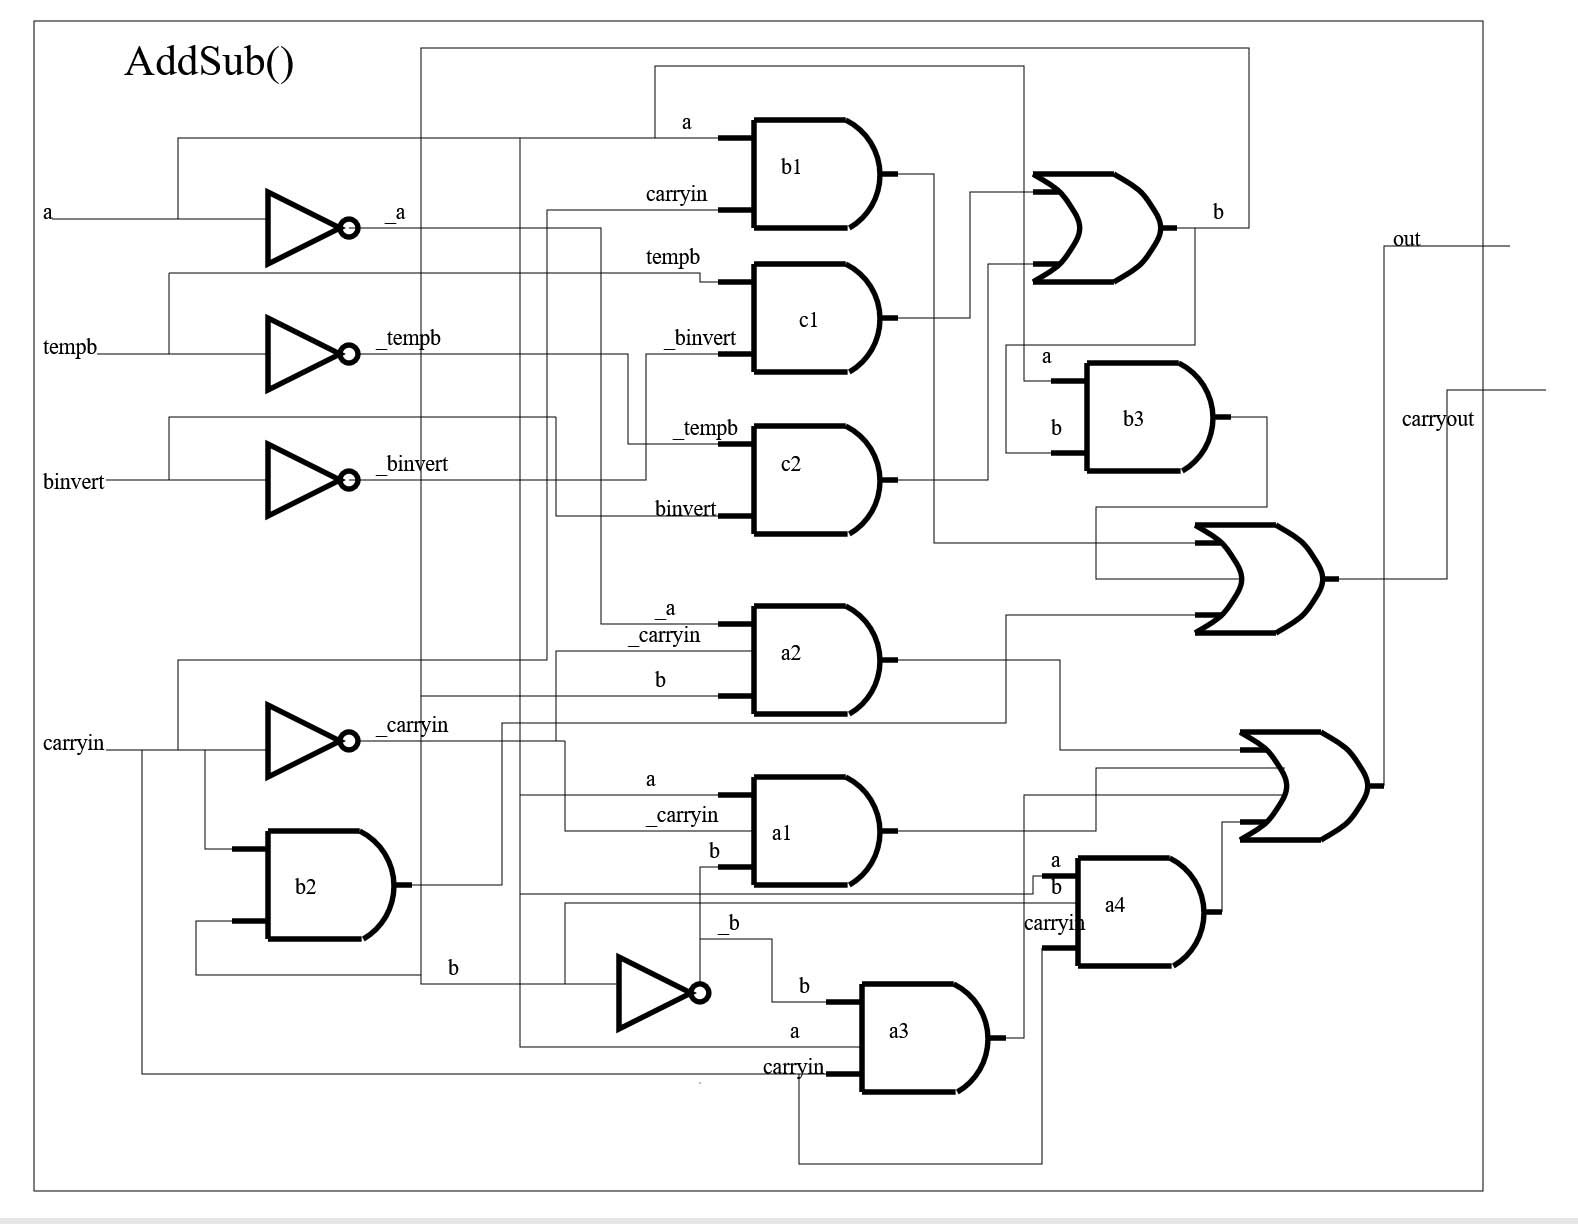 AddSub()
a
b1
carryin
b
a
_a
out
tempb
c1
_binvert
tempb
_tempb
a
b3
b
carryout
_tempb
c2
binvert
_binvert
binvert
_a
_carryin
a2
b
carryin
_carryin
a
_carryin
a1
b
b2
a
b
a4
carryin
_b
b
b
a3
a
carryin